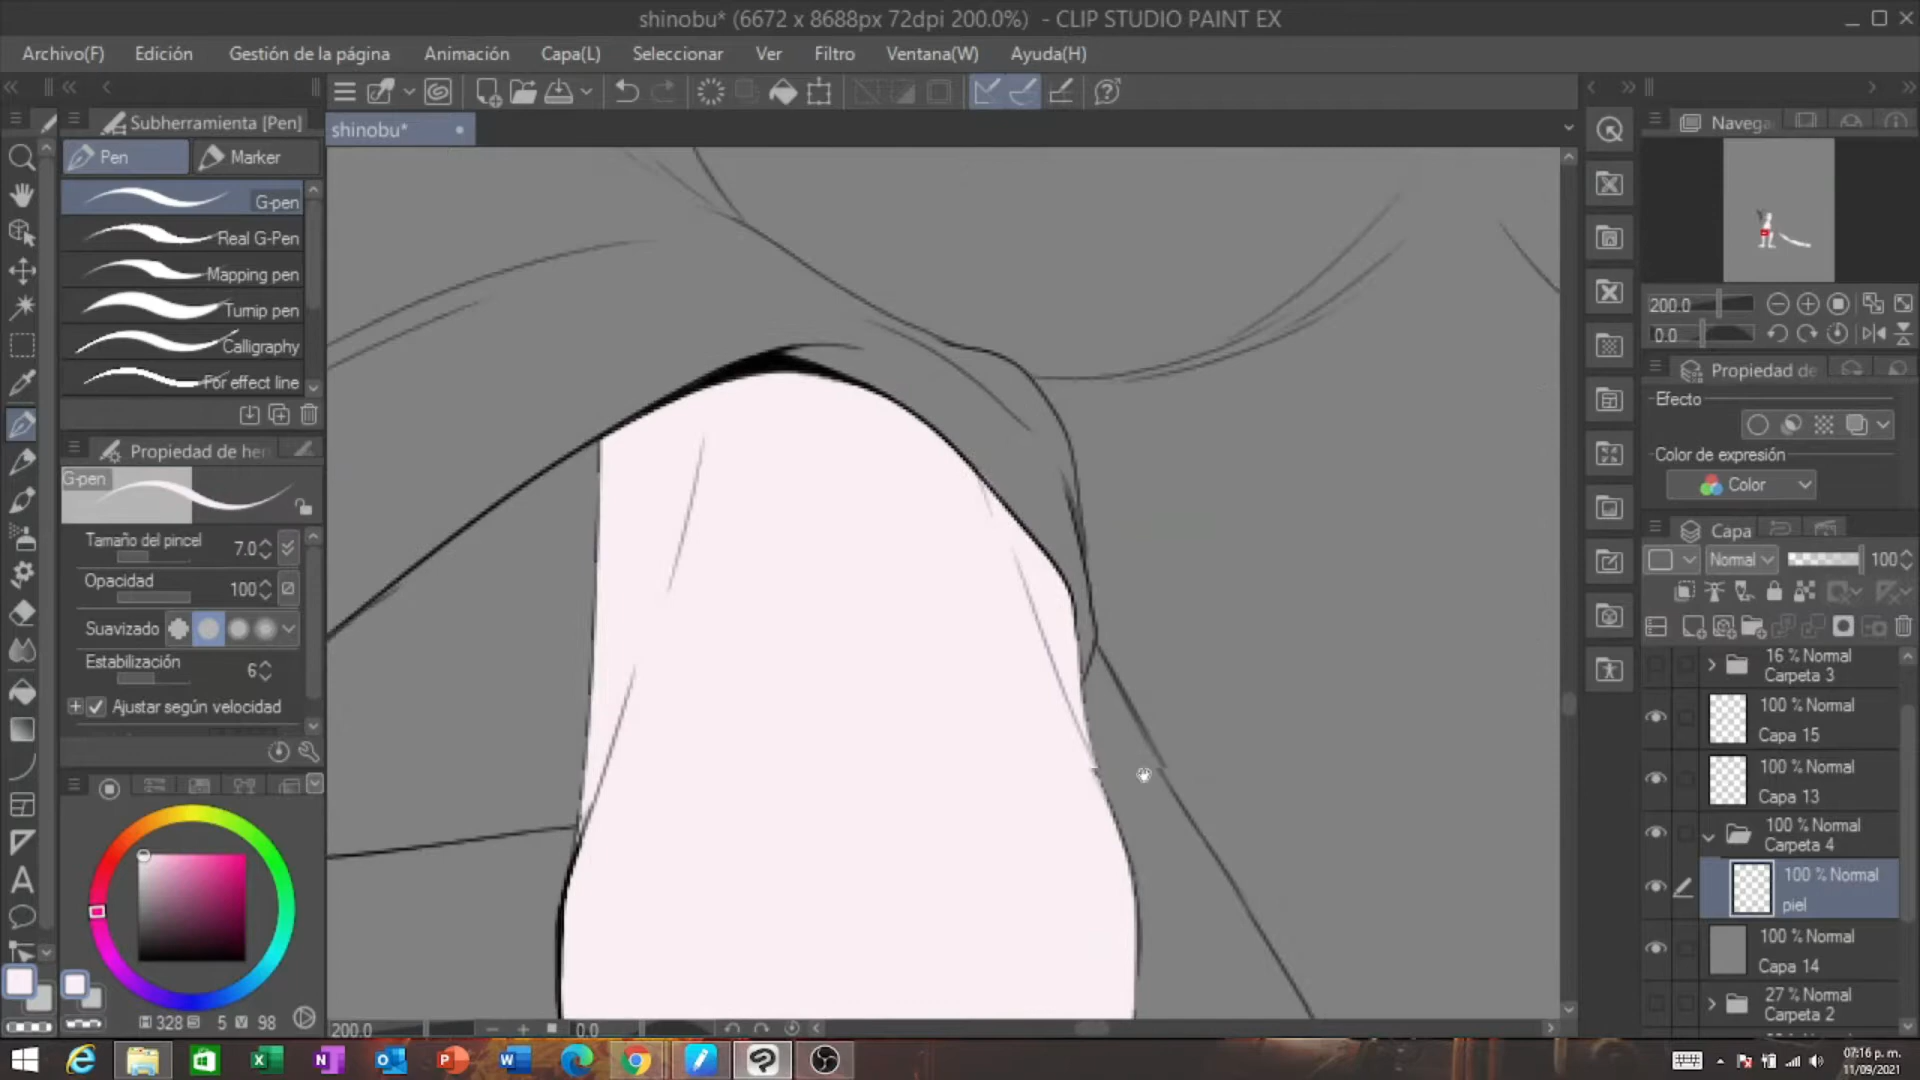 shinobu* (6672 x 8688px 72dpi 200.0%) - CLIP STUDIO PAINT EX
Archivo(F) Edición Gestión de la página Animación Capa(L) Seleccionar Ver Filtro Ventana(W) Ayuda(H)
Subherramienta [Pen]
shinobu*
Navega
Pen Marker
G-pen
Real G-Pen
Mapping pen
Turnip pen
Calligraphy
For effect line
200.0
0.0
Propiedad de
Efecto
Color de expresión
Color
Propiedad de her
G-pen
Tamaño del pincel 7.0
Opacidad 100
Suavizado
Estabilización 6
Ajustar según velocidad
Capa
Normal 100
16 % Normal
Carpeta 3
100 % Normal
Capa 15
100 % Normal
Capa 13
100 % Normal
Carpeta 4
100 % Normal
piel
100 % Normal
Capa 14
27 % Normal
Carpeta 2
H 328 S 5 V 98
200.0 0.0
07:16 p. m.
11/09/2021